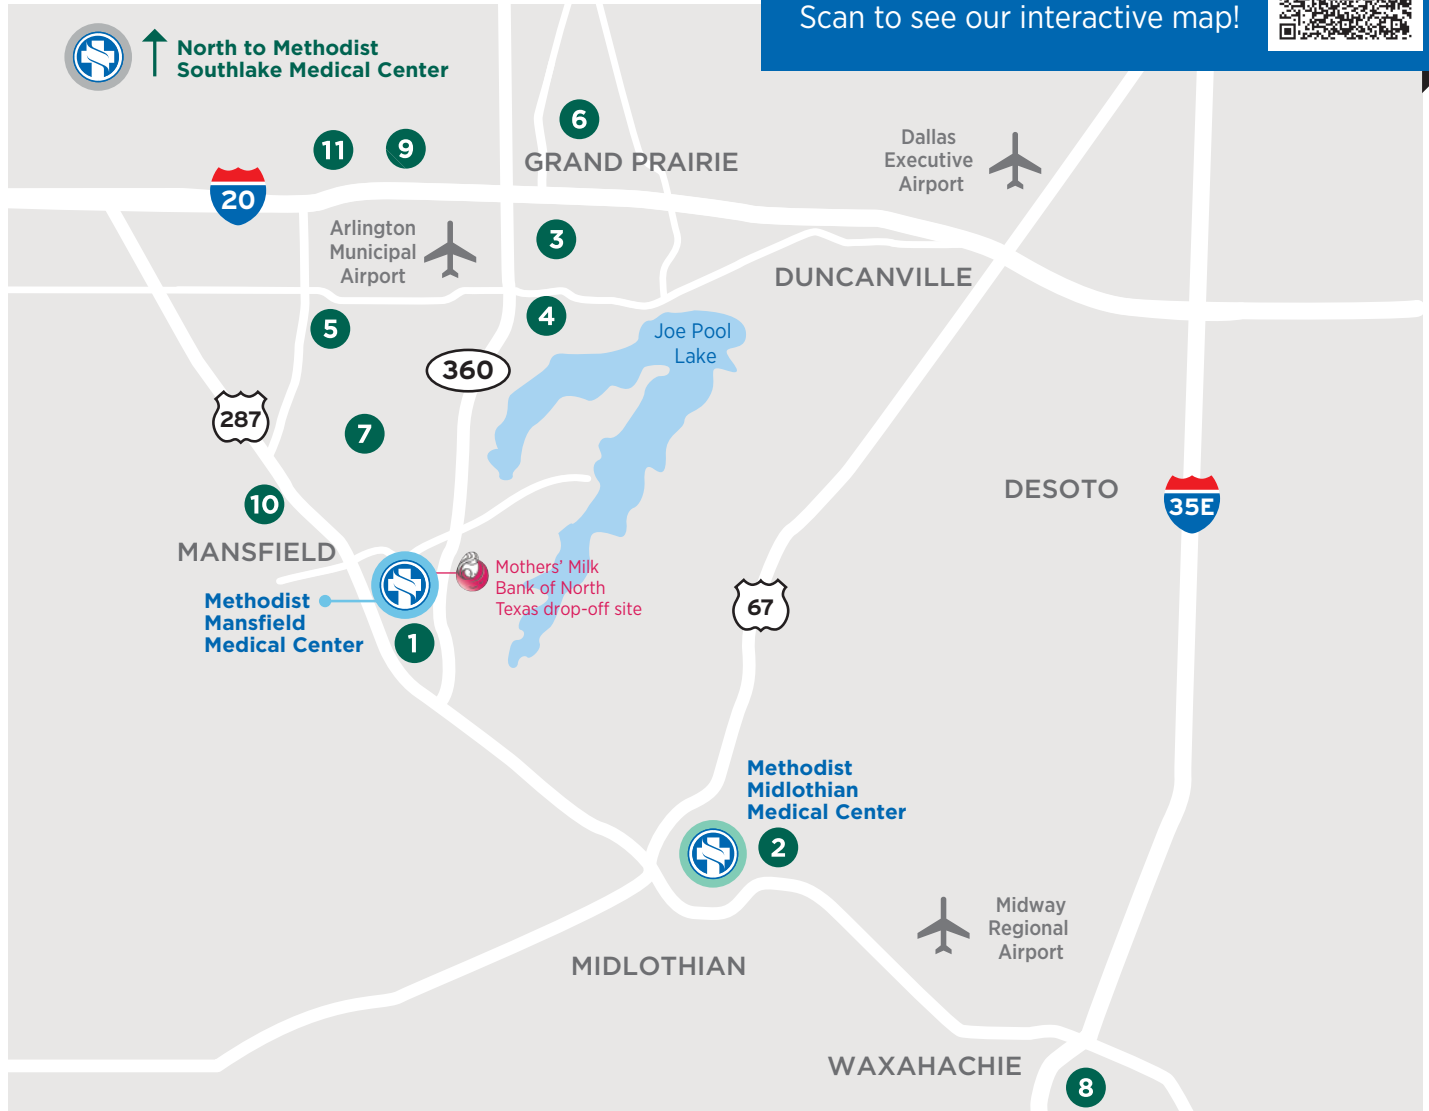 Scan to see our interactive map!
North to Methodist
Southlake Medical Center
6
11
9
GRAND PRAIRIE
Dallas
Executive
Airport
20
Arlington
Municipal
Airport
3
DUNCANVILLE
5
4
Joe Pool
Lake
360
287
7
10
DESOTO
35E
MANSFIELD
Mothers' Milk
Bank of North
Texas drop-off site
Methodist
Mansfield
Medical Center
1
67
Methodist
Midlothian
Medical Center
2
Midway
Regional
Airport
MIDLOTHIAN
WAXAHACHIE
8